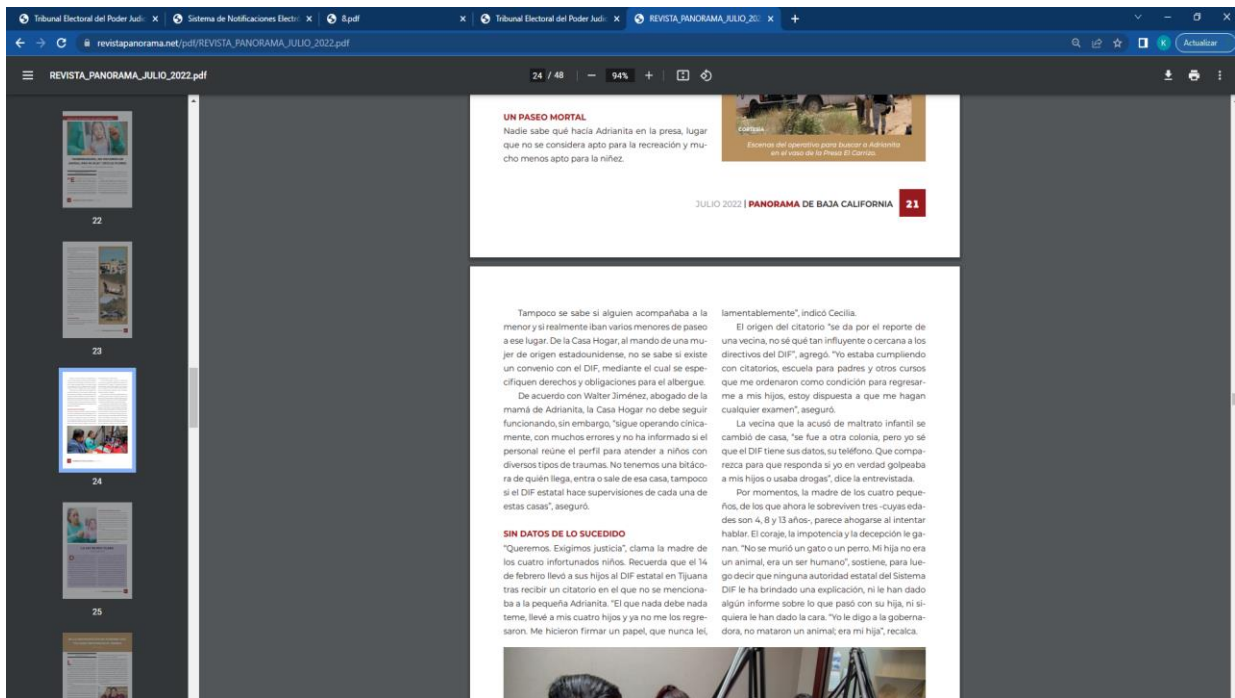 Tribunal Electoral del Poder Judic
Sistema de Notificaciones Electró
8.pdf
Tribunal Electoral del Poder Judic
REVISTA_PANORAMA_JULIO_202
revistapanorama.net/pdf/REVISTA_PANORAMA_JULIO_2022.pdf
K
Actualizar
REVISTA_PANORAMA_JULIO_2022.pdf
24 / 48
94%
22
23
24
25
UN PASEO MORTAL
Nadie sabe qué hacía Adrianita en la presa, lugar
que no se considera apto para la recreación y mu-
cho menos apto para la niñez.
CORTESÍA
Escenas del operativo para buscar a Adrianita
en el vaso de la Presa El Carrizo.
JULIO 2022 | PANORAMA DE BAJA CALIFORNIA 21
Tampoco se sabe si alguien acompañaba a la
menor y si realmente iban varios menores de paseo
a ese lugar. De la Casa Hogar, al mando de una mu-
jer de origen estadounidense, no se sabe si existe
un convenio con el DIF, mediante el cual se espe-
cifiquen derechos y obligaciones para el albergue.
De acuerdo con Walter Jiménez, abogado de la
mamá de Adrianita, la Casa Hogar no debe seguir
funcionando, sin embargo, "sigue operando cínica-
mente, con muchos errores y no ha informado si el
personal reúne el perfil para atender a niños con
diversos tipos de traumas. No tenemos una bitáco-
ra de quién llega, entra o sale de esa casa, tampoco
si el DIF estatal hace supervisiones de cada una de
estas casas", aseguró.
SIN DATOS DE LO SUCEDIDO
"Queremos. Exigimos justicia", clama la madre de
los cuatro infortunados niños. Recuerda que el 14
de febrero llevó a sus hijos al DIF estatal en Tijuana
tras recibir un citatorio en el que no se menciona-
ba a la pequeña Adrianita. "El que nada debe nada
teme, llevé a mis cuatro hijos y ya no me los regre-
saron. Me hicieron firmar un papel, que nunca leí,
lamentablemente", indicó Cecilia.
El origen del citatorio "se da por el reporte de
una vecina, no sé qué tan influyente o cercana a los
directivos del DIF", agregó. "Yo estaba cumpliendo
con citatorios, escuela para padres y otros cursos
que me ordenaron como condición para regresar-
me a mis hijos, estoy dispuesta a que me hagan
cualquier examen", aseguró.
La vecina que la acusó de maltrato infantil se
cambió de casa, "se fue a otra colonia, pero yo sé
que el DIF tiene sus datos, su teléfono. Que compa-
rezca para que responda si yo en verdad golpeaba
a mis hijos o usaba drogas", dice la entrevistada.
Por momentos, la madre de los cuatro peque-
ños, de los que ahora le sobreviven tres -cuyas eda-
des son 4, 8 y 13 años-, parece ahogarse al intentar
hablar. El coraje, la impotencia y la decepción le ga-
nan. "No se murió un gato o un perro. Mi hija no era
un animal, era un ser humano", sostiene, para lue-
go decir que ninguna autoridad estatal del Sistema
DIF le ha brindado una explicación, ni le han dado
algún informe sobre lo que pasó con su hija, ni si-
quiera le han dado la cara. "Yo le digo a la goberna-
dora, no mataron un animal; era mi hija", recalca.